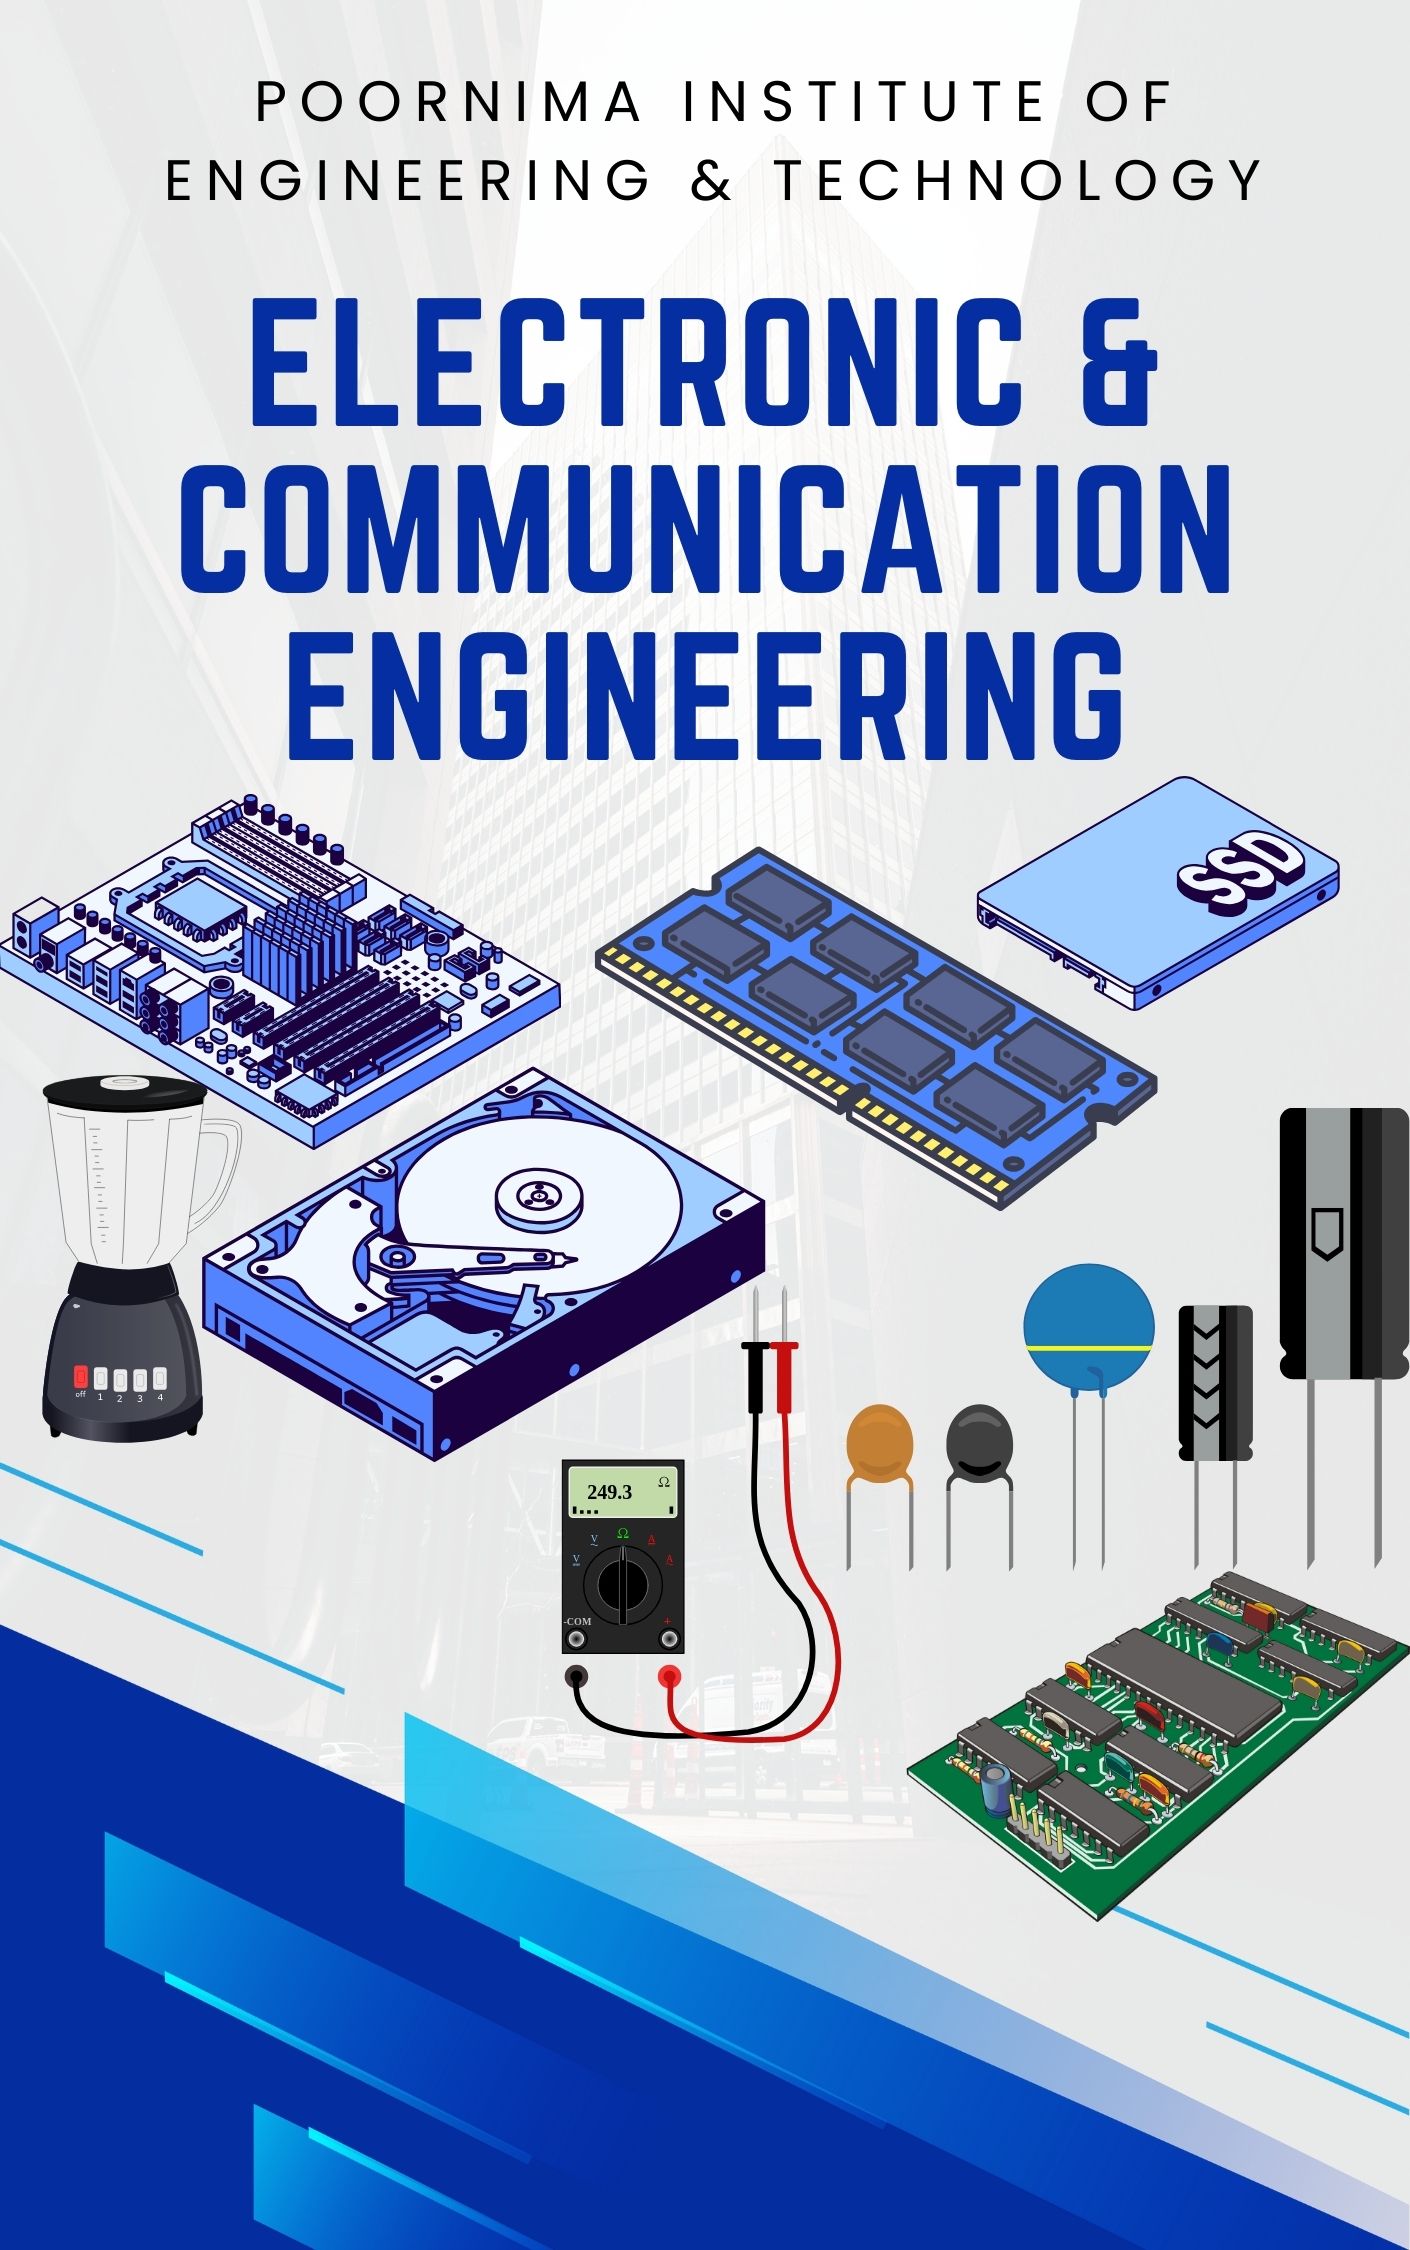 POORNIMA INSTITUTE OF
ENGINEERING & TECHNOLOGY
ELECTRONIC &
COMMUNICATION
ENGINEERING
SSD
off 1 2 3 4
249.3 Ω
V Ω A
V A
-COM +